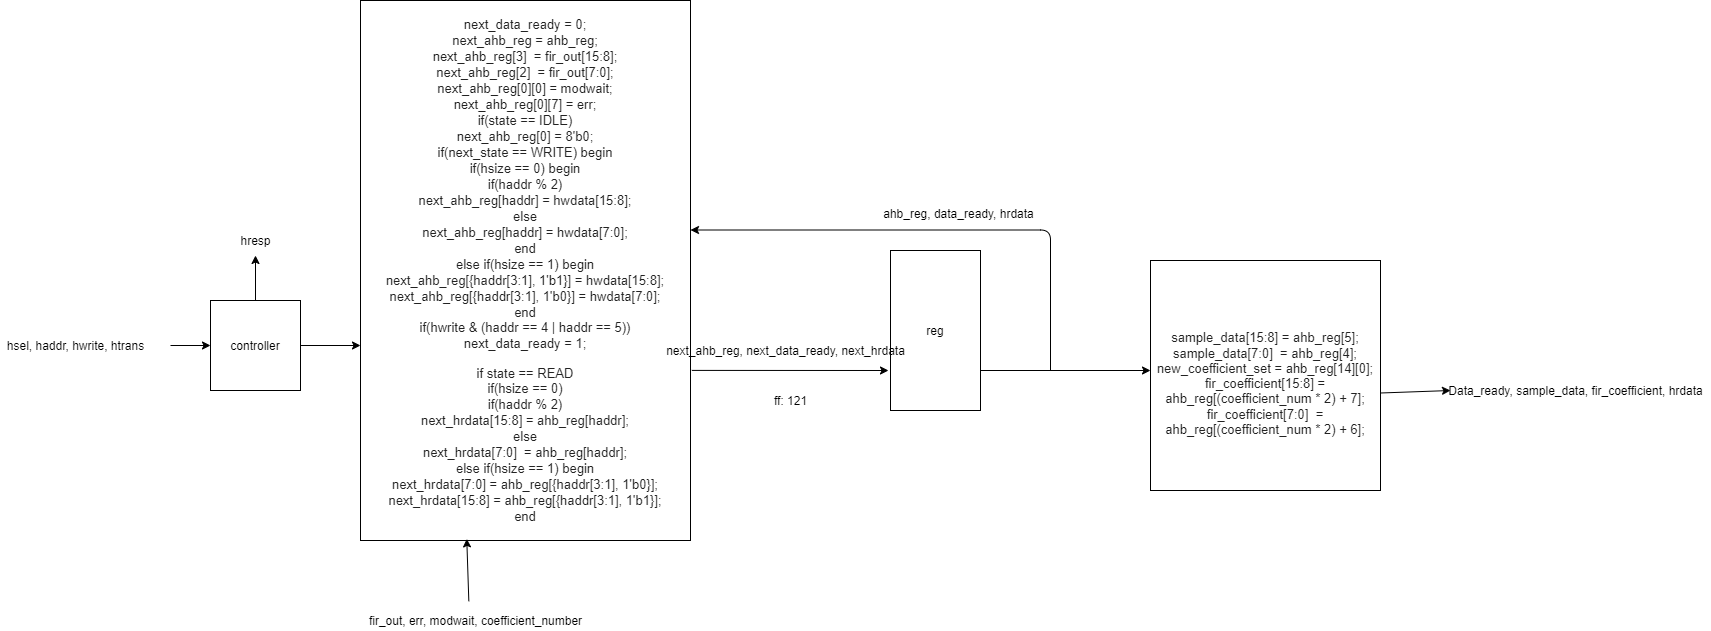 hsel, haddr, hwrite, htrans
hresp
controller
next_data_ready = 0;
next_ahb_reg = ahb_reg;
next_ahb_reg[3]  = fir_out[15:8];
next_ahb_reg[2]  = fir_out[7:0];
next_ahb_reg[0][0] = modwait;
next_ahb_reg[0][7] = err;
if(state == IDLE)
next_ahb_reg[0] = 8'b0;
if(next_state == WRITE) begin
if(hsize == 0) begin
if(haddr % 2)
next_ahb_reg[haddr] = hwdata[15:8];
else
next_ahb_reg[haddr] = hwdata[7:0];
end
else if(hsize == 1) begin
next_ahb_reg[{haddr[3:1], 1'b1}] = hwdata[15:8];
next_ahb_reg[{haddr[3:1], 1'b0}] = hwdata[7:0];
end
if(hwrite & (haddr == 4 | haddr == 5))
next_data_ready = 1;
if state == READ
if(hsize == 0)
if(haddr % 2)
next_hrdata[15:8] = ahb_reg[haddr];
else
next_hrdata[7:0]  = ahb_reg[haddr];
else if(hsize == 1) begin
next_hrdata[7:0] = ahb_reg[{haddr[3:1], 1'b0}];
next_hrdata[15:8] = ahb_reg[{haddr[3:1], 1'b1}];
end
fir_out, err, modwait, coefficient_number
ahb_reg, data_ready, hrdata
next_ahb_reg, next_data_ready, next_hrdata
ff: 121
reg
sample_data[15:8] = ahb_reg[5];
sample_data[7:0]  = ahb_reg[4];
new_coefficient_set = ahb_reg[14][0];
fir_coefficient[15:8] =
ahb_reg[(coefficient_num * 2) + 7];
fir_coefficient[7:0]  =
ahb_reg[(coefficient_num * 2) + 6];
Data_ready, sample_data, fir_coefficient, hrdata